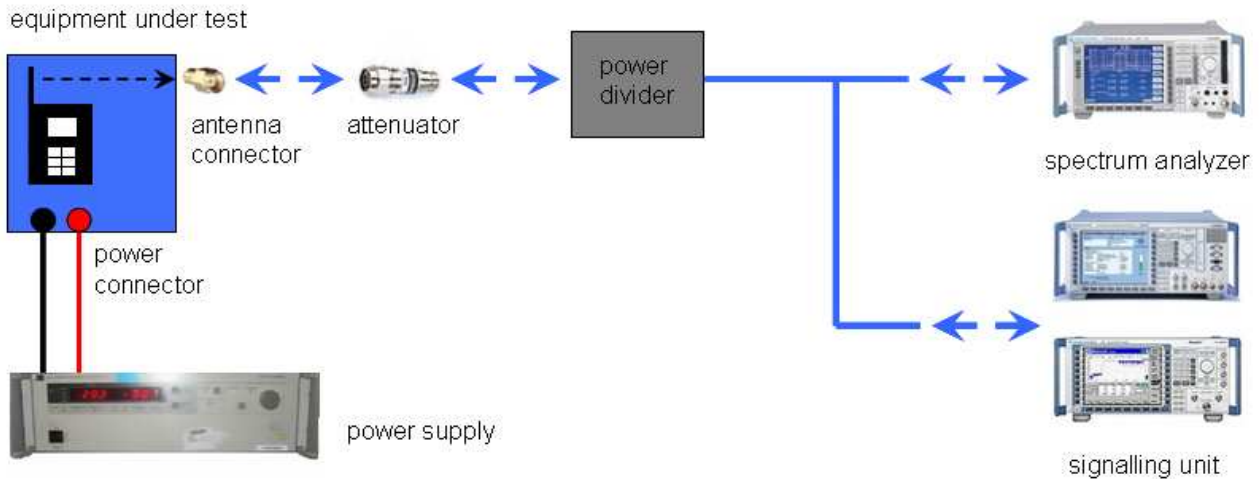 equipment under test
antenna
connector
attenuator
power
divider
spectrum analyzer
power
connector
power supply
signalling unit